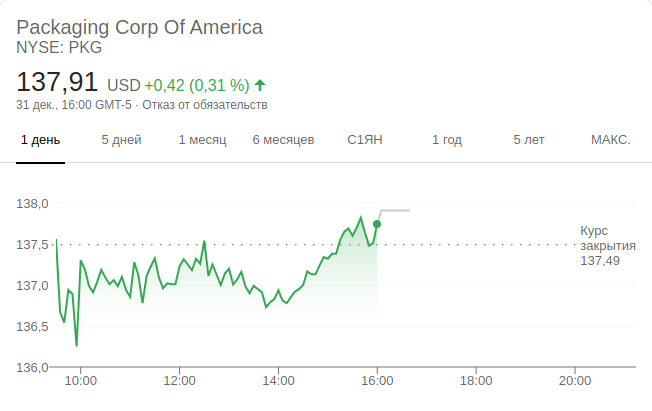 Packaging Corp Of America
NYSE: PKG
137,91 USD +0,42 (0,31 %)
31 дек., 16:00 GMT-5 · Отказ от обязательств
1 день 5 дней 1 месяц 6 месяцев С1ЯН 1 год 5 лет МАКС.
138,0
137,5
137,0
136,5
136,0
Курс
закрытия
137,49
10:00 12:00 14:00 16:00 18:00 20:00